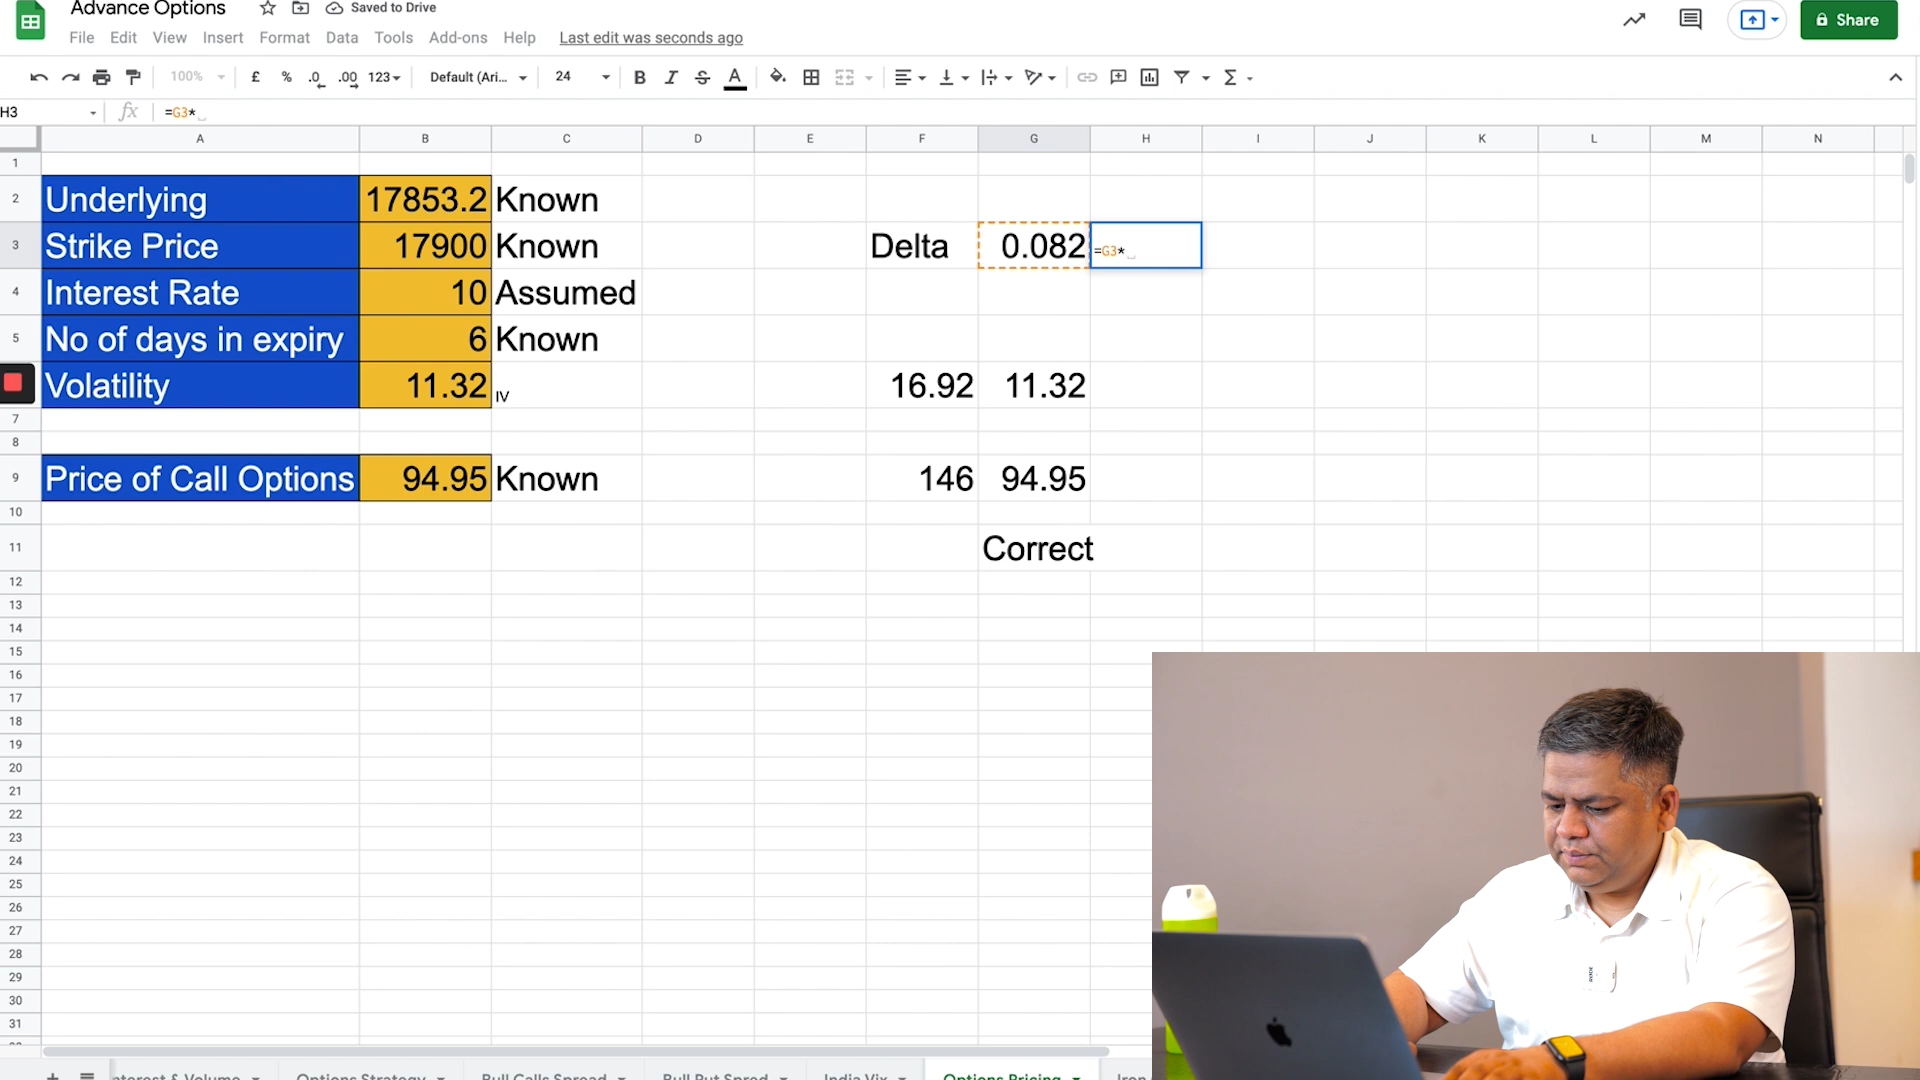 Advance Options Saved to Drive
File Edit View Insert Format Data Tools Add-ons Help Last edit was seconds ago
Share
100% £ % .0 .00 123 Default (Ari... 24 B I S A Σ
H3 fx =G3*
A B C D E F G H I J K L M N
1
2 Underlying 17853.2 Known
3 Strike Price 17900 Known Delta 0.082 =G3*
4 Interest Rate 10 Assumed
5 No of days in expiry 6 Known
Volatility 11.32 IV 16.92 11.32
7
8
9 Price of Call Options 94.95 Known 146 94.95
10
11 Correct
12
13
14
15
16
17
18
19
20
21
22
23
24
25
26
27
28
29
30
31
nterest & Volume Options Strategy Bull Calls Spread Bull Put Spred India Vix Options Pricing Iron